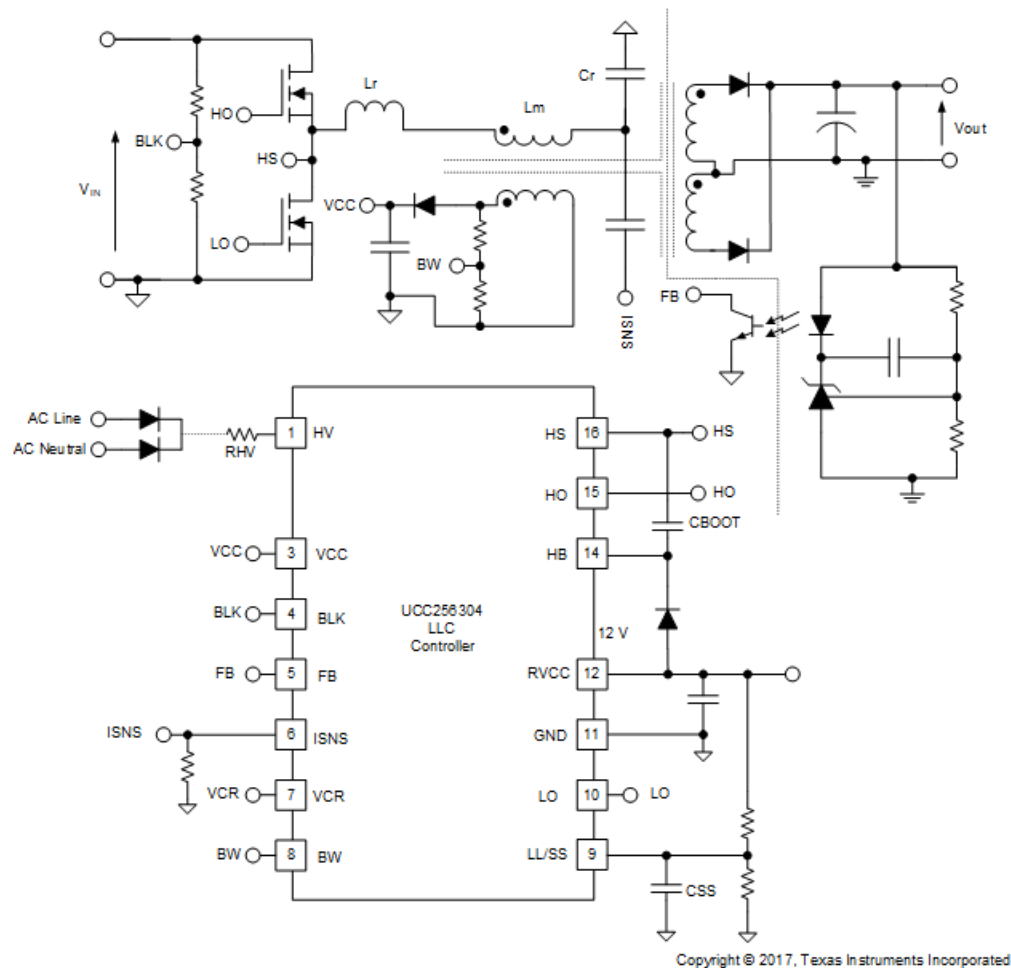 Lr
Cr
Lm
HO
BLK
HS
VIN
LO
VCC
BW
ISNS
Vout
FB
AC Line
AC Neutral
RHV
1
HV
HS
16
HS
HO
15
HO
CBOOT
VCC
3
VCC
HB
14
BLK
4
BLK
UCC256304
LLC
Controller
12 V
FB
5
FB
RVCC
12
ISNS
6
ISNS
GND
11
VCR
7
VCR
LO
10
LO
BW
8
BW
LL/SS
9
CSS
Copyright © 2017, Texas Instruments Incorporated